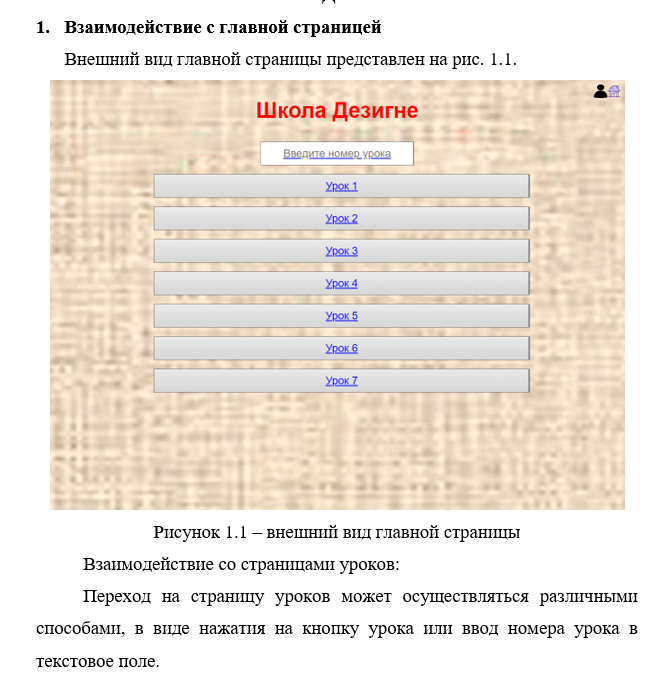 1. Взаимодействие с главной страницей
Внешний вид главной страницы представлен на рис. 1.1.
Школа Дезигне
Введите номер урока
Урок 1
Урок 2
Урок 3
Урок 4
Урок 5
Урок 6
Урок 7
Рисунок 1.1 – внешний вид главной страницы
Взаимодействие со страницами уроков:
Переход на страницу уроков может осуществляться различными
способами, в виде нажатия на кнопку урока или ввод номера урока в
текстовое поле.